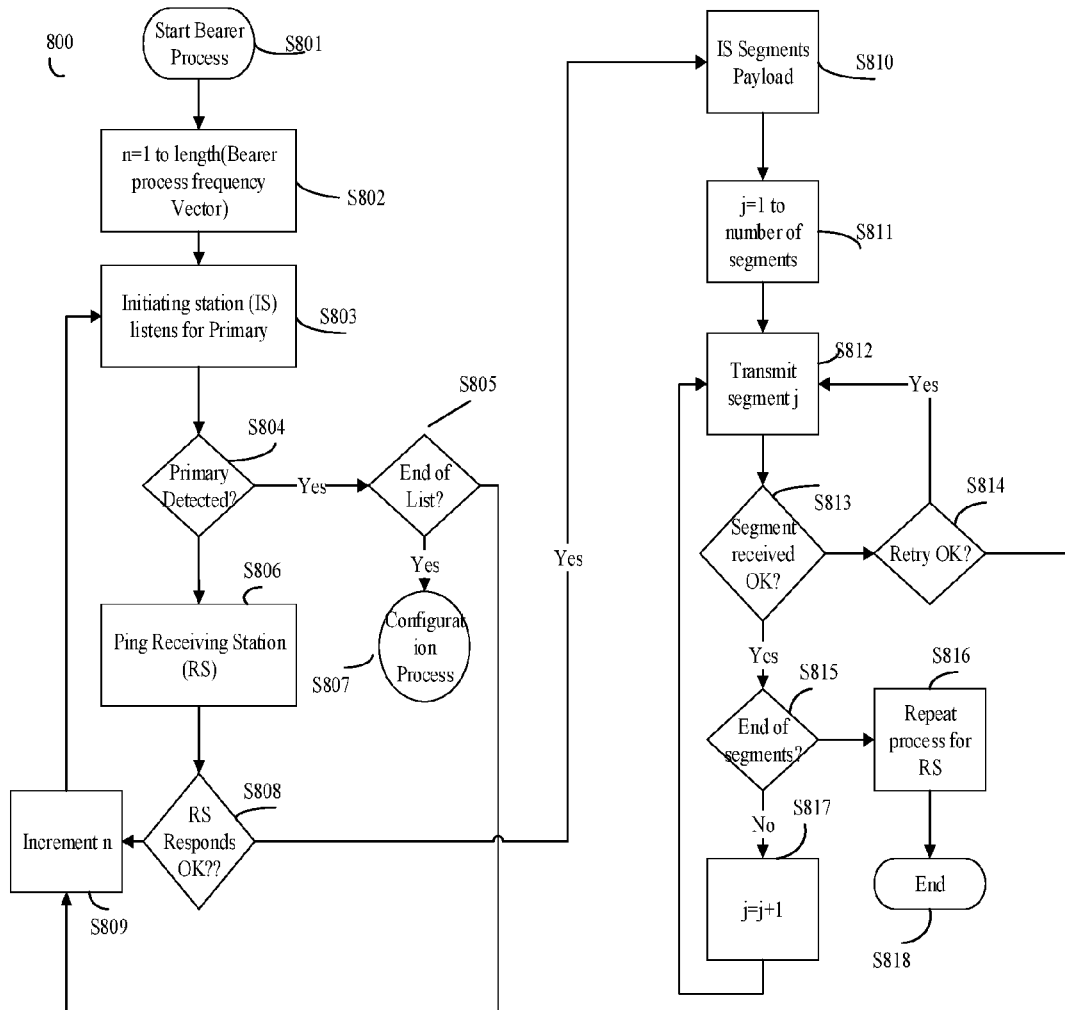 800
Start Bearer
Process
S801
n=1 to length(Bearer
process frequency
Vector)
S802
Initiating station (IS)
listens for Primary
S803
Primary
Detected?
S804
Yes
End of
List?
S805
Yes
Configurat
ion
Process
S807
Ping Receiving Station
(RS)
S806
RS
Responds
OK??
S808
Increment n
S809
Yes
IS Segments
Payload
S810
j=1 to
number of
segments
S811
Transmit
segment j
S812
Yes
Segment
received
OK?
S813
Retry OK?
S814
Yes
End of
segments?
S815
Repeat
process for
RS
S816
No
S817
j=j+1
End
S818